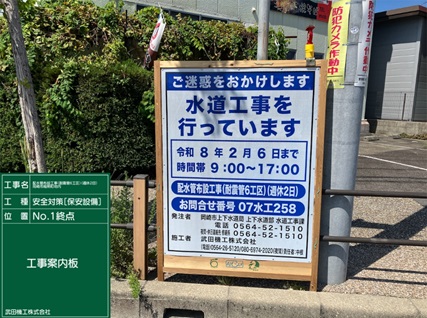 防犯カメラ作動中
ご迷惑をおかけします
水道工事を
行っています
令和 8 年 2 月 6 日まで
時間帯 9:00~17:00
配水管布設工事(耐震管6工区)(週休2日)
お問合せ番号 07水工258
発注者 岡崎市上下水道局 上下水道部 水道工事課
電話 0564-52-1510
0564-52-1510
施工者 武田機工株式会社
工事名
工種 安全対策[保安設備]
位置 No.1終点
工事案内板
武田機工株式会社